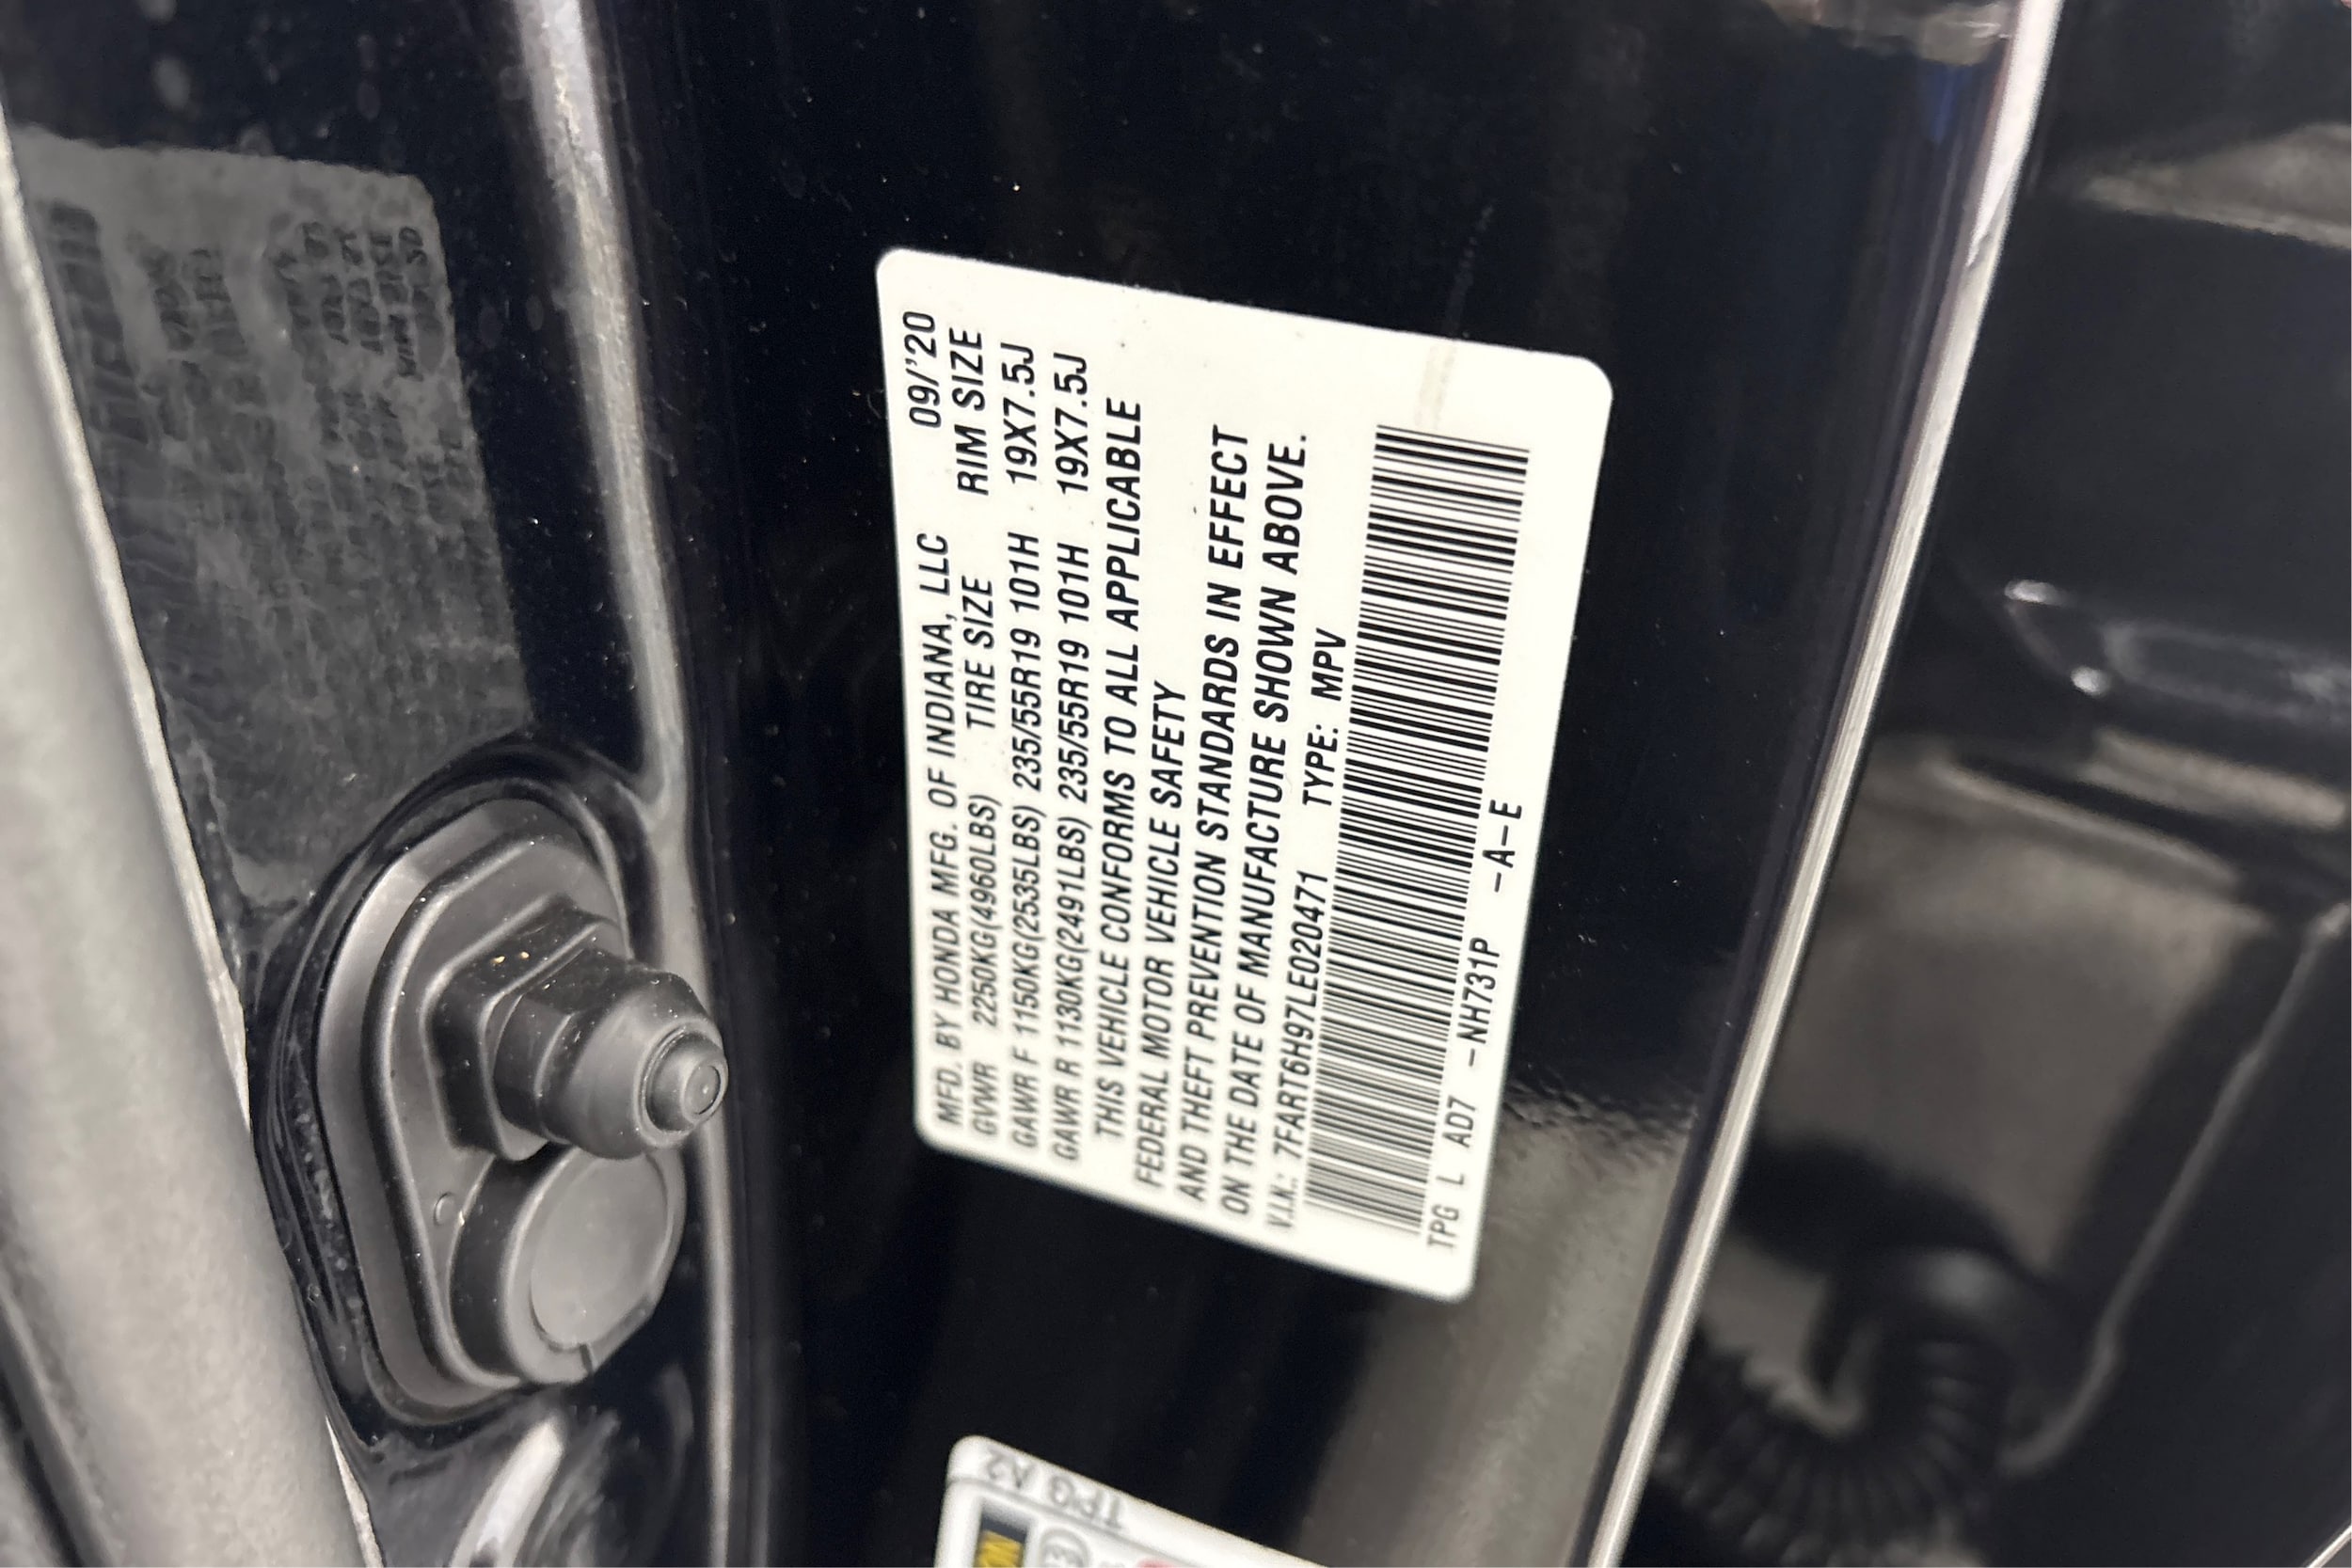 MFD. BY HONDA MFG. OF INDIANA, LLC 09/'20
GVWR 2250KG(4960LBS) TIRE SIZE RIM SIZE
GAWR F 1150KG(2535LBS) 235/55R19 101H 19X7.5J
GAWR R 1130KG(2491LBS) 235/55R19 101H 19X7.5J
THIS VEHICLE CONFORMS TO ALL APPLICABLE
FEDERAL MOTOR VEHICLE SAFETY
AND THEFT PREVENTION STANDARDS IN EFFECT
ON THE DATE OF MANUFACTURE SHOWN ABOVE.
V.I.N.: 7FART6H97LE020471 TYPE: MPV
TPG L AD7 -NH731P -A-E
TPG A2